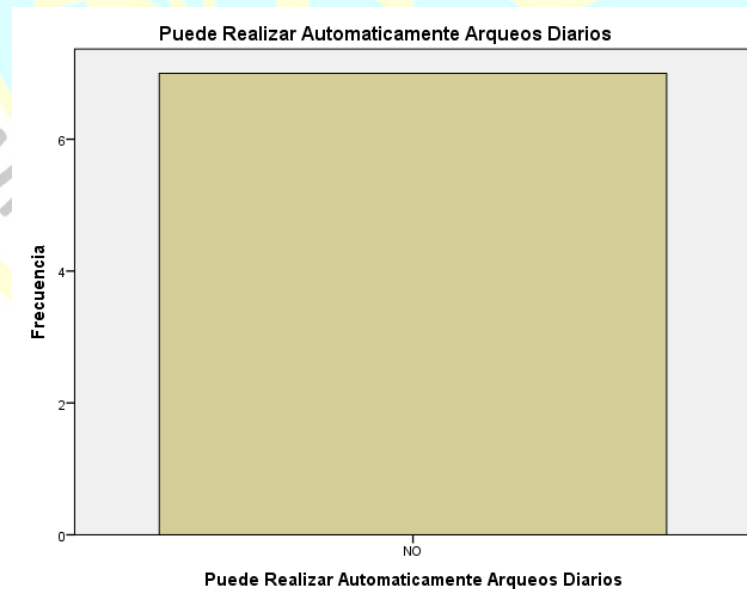 Puede Realizar Automaticamente Arqueos Diarios
6
4
2
0
Frecuencia
NO
Puede Realizar Automaticamente Arqueos Diarios